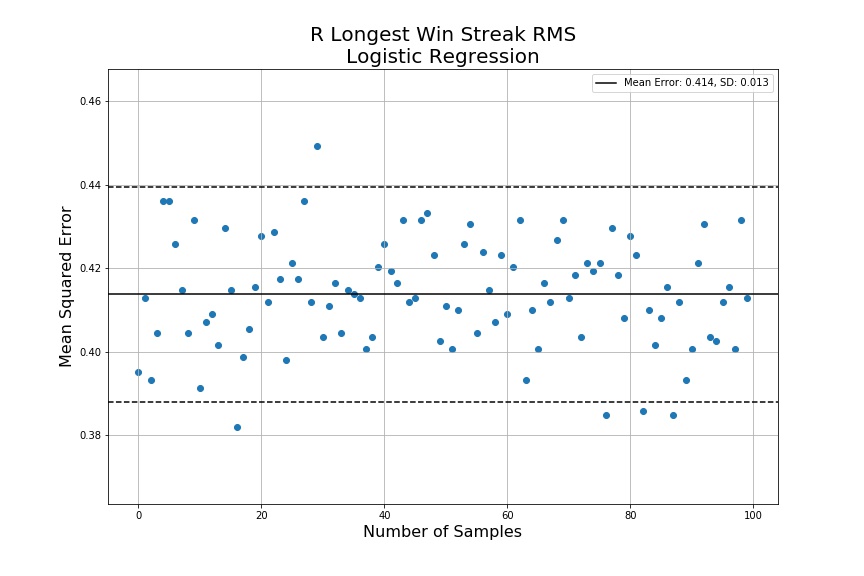 R Longest Win Streak RMS
Logistic Regression
Mean Error: 0.414, SD: 0.013
Mean Squared Error
0.46
0.44
0.42
0.40
0.38
0
20
40
60
80
100
Number of Samples